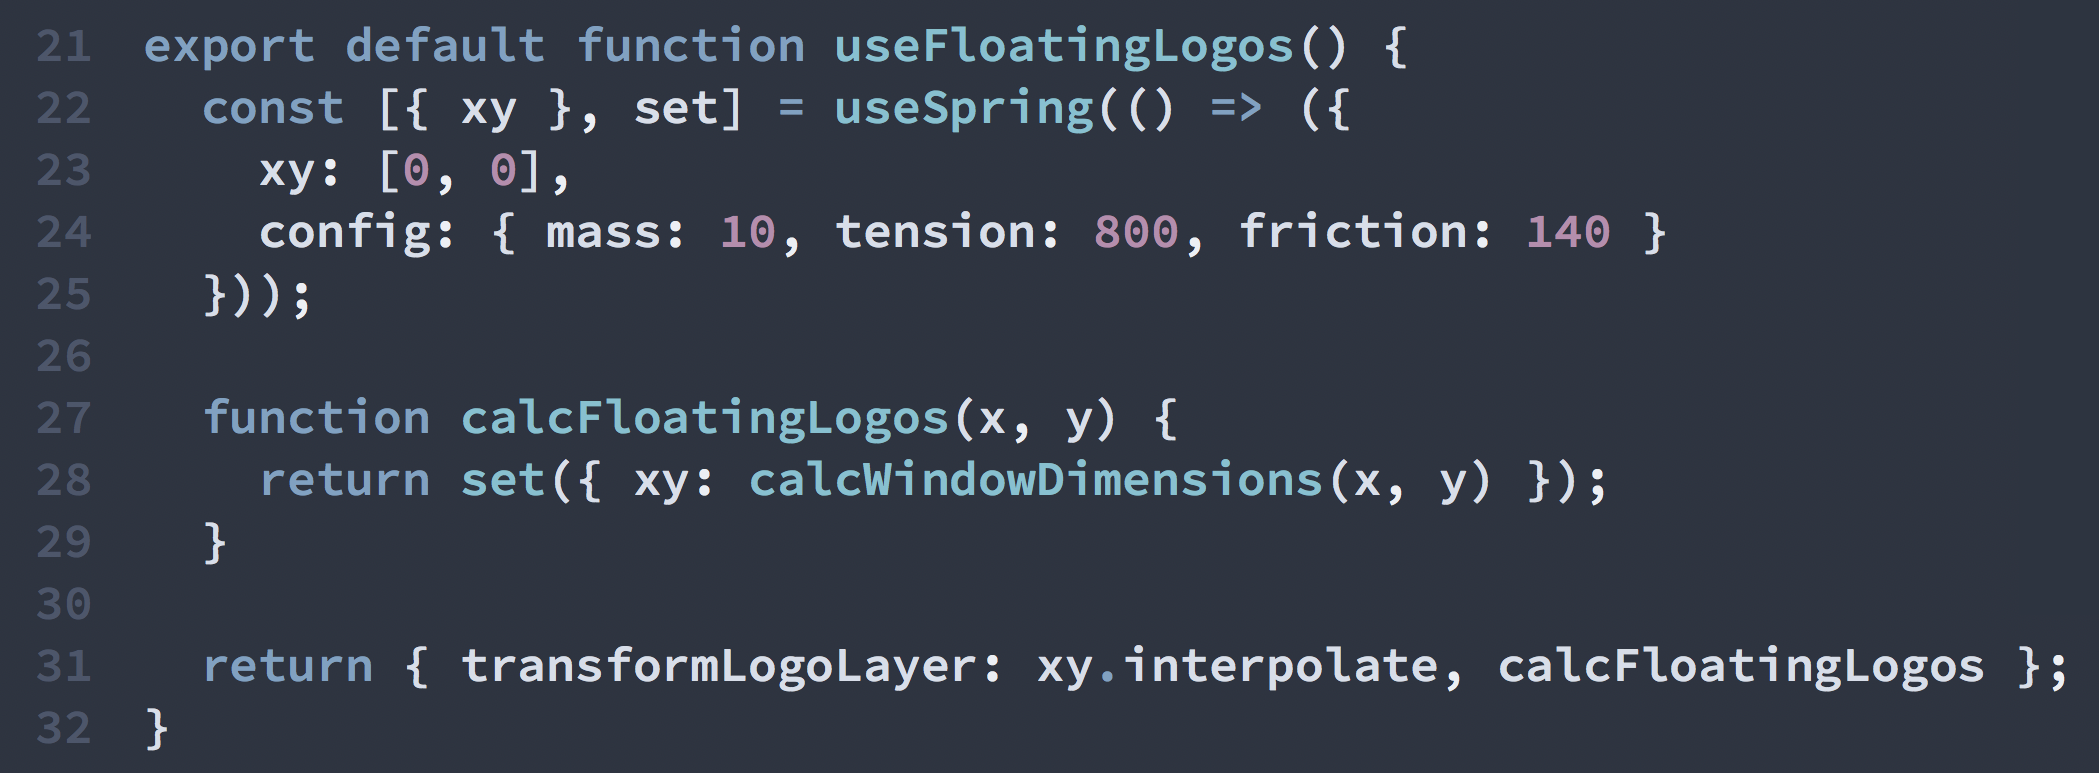 21 export default function useFloatingLogos() {
22   const [{ xy }, set] = useSpring(() => ({
23     xy: [0, 0],
24     config: { mass: 10, tension: 800, friction: 140 }
25   }));
26
27   function calcFloatingLogos(x, y) {
28     return set({ xy: calcWindowDimensions(x, y) });
29   }
30
31   return { transformLogoLayer: xy.interpolate, calcFloatingLogos };
32 }